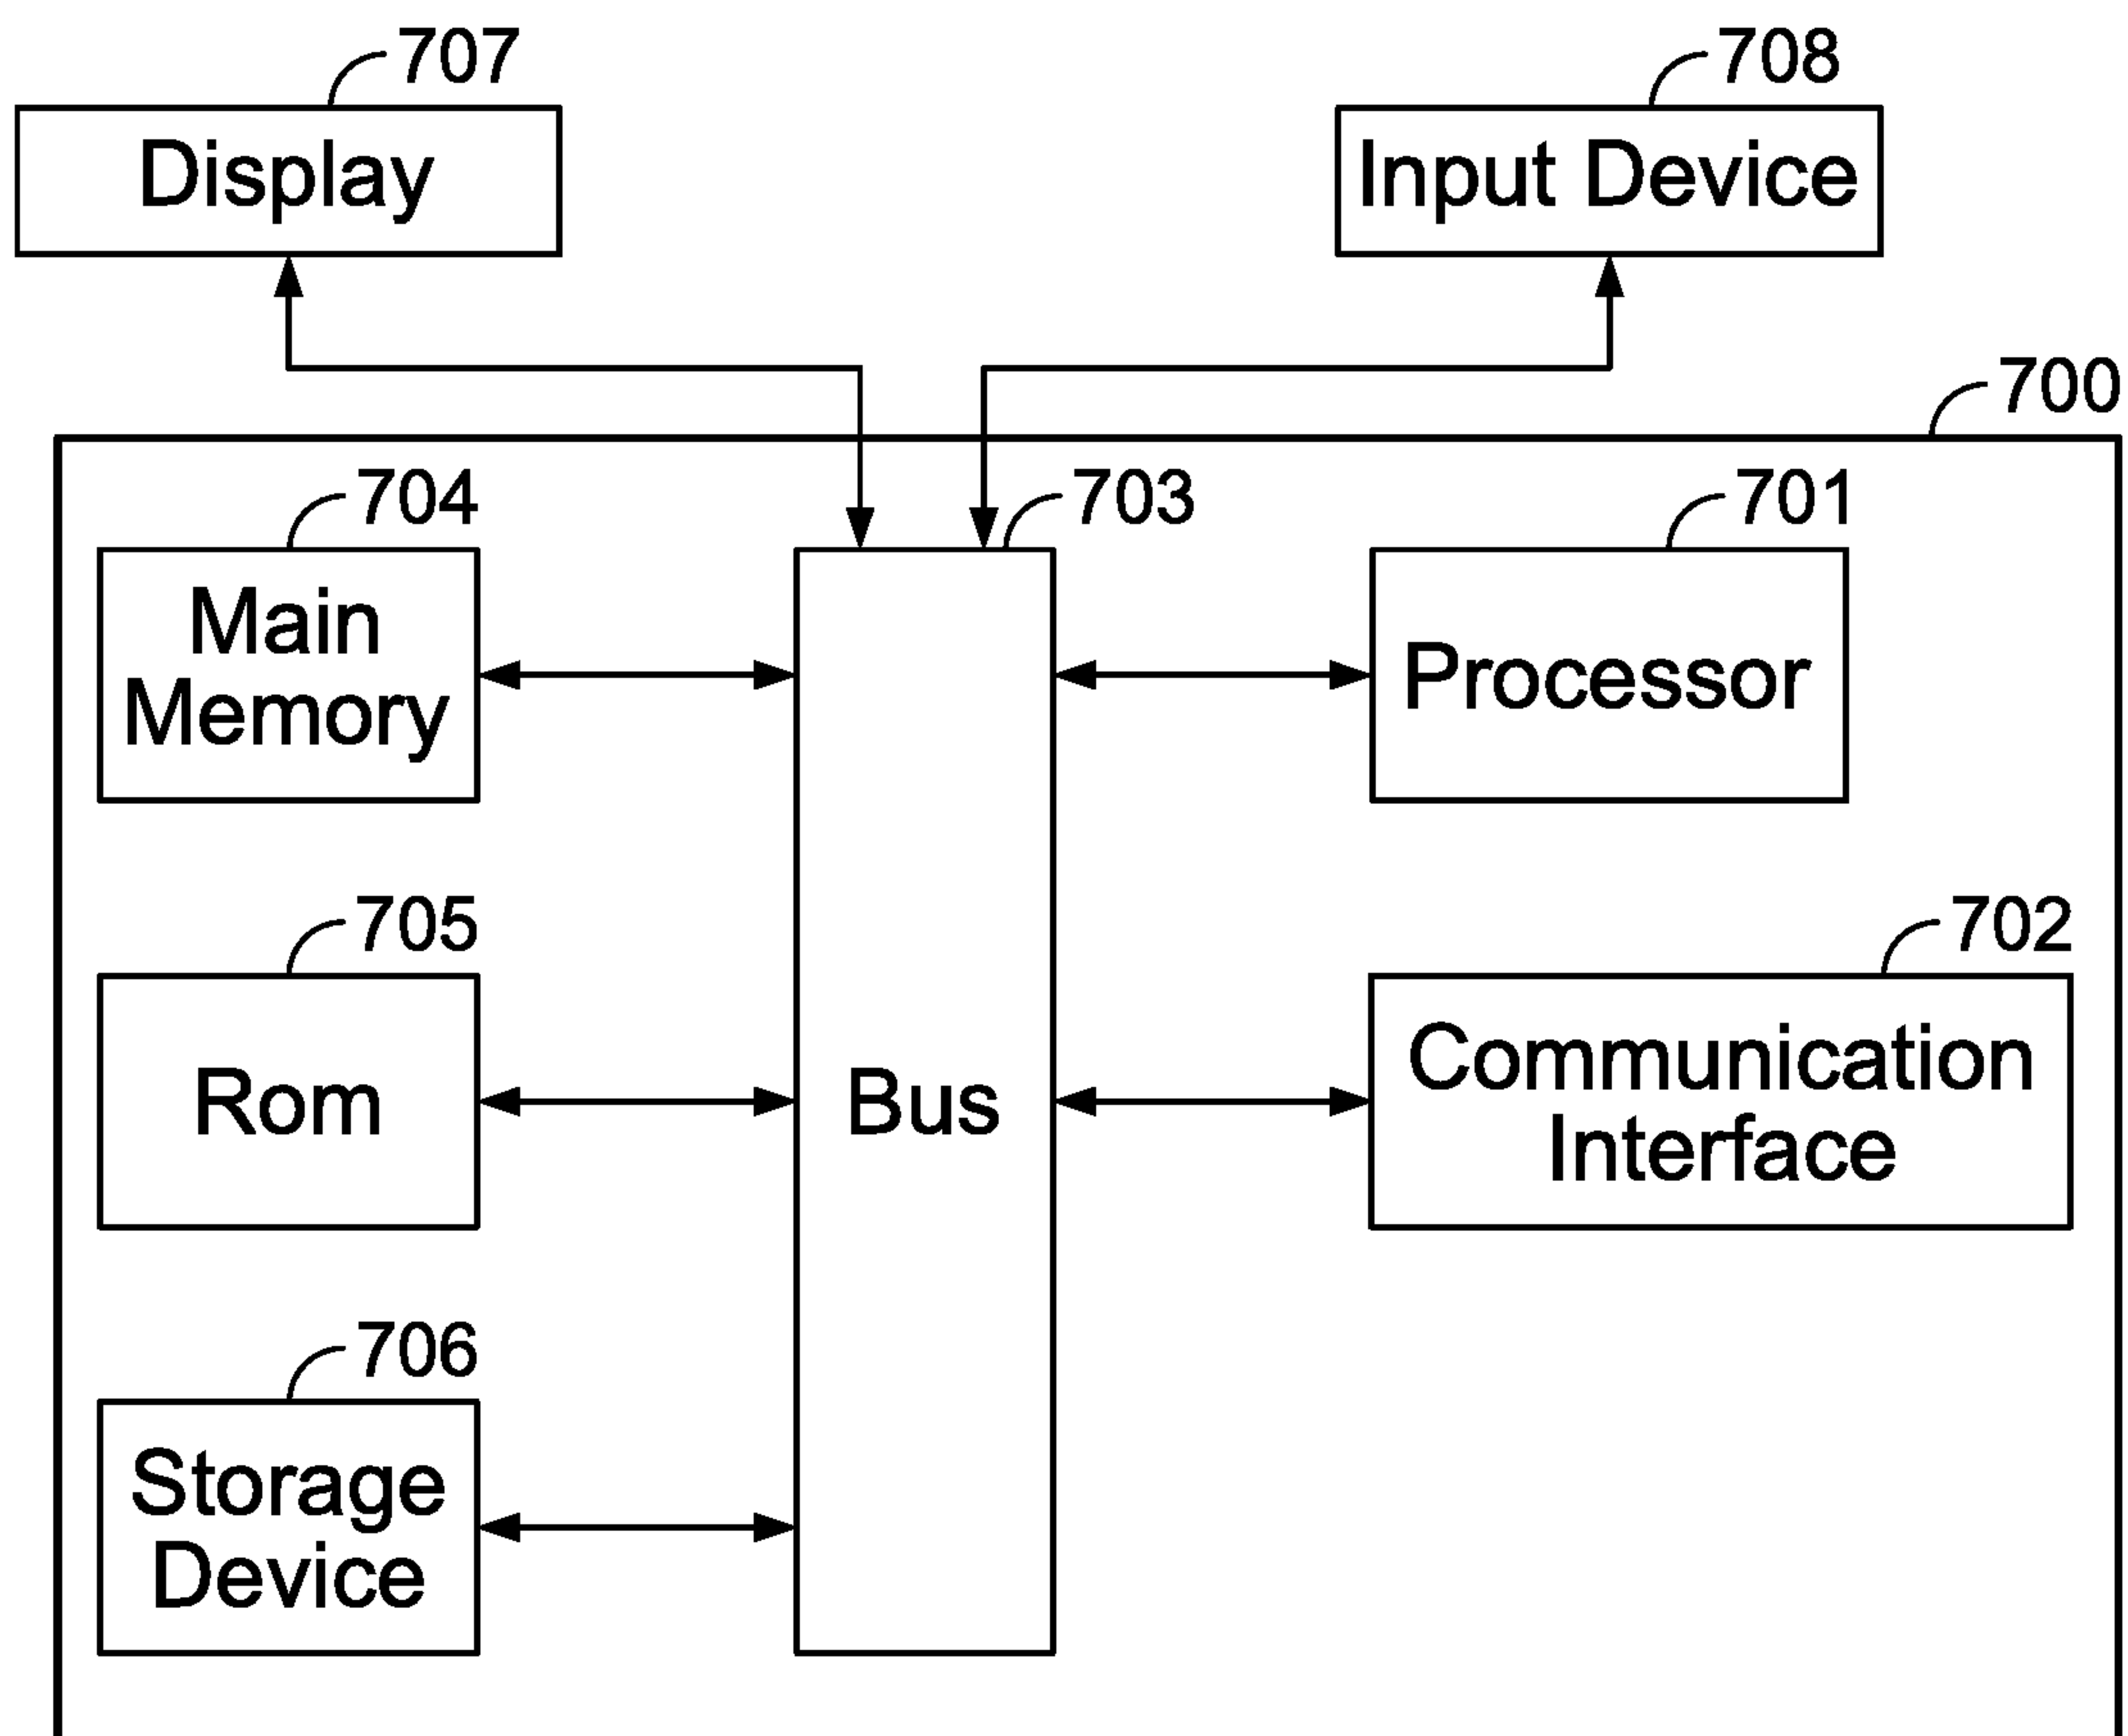 707
708
Display
Input Device
700
704
703
701
Main
Memory
Processor
705
702
Rom
Bus
Communication
Interface
706
Storage
Device